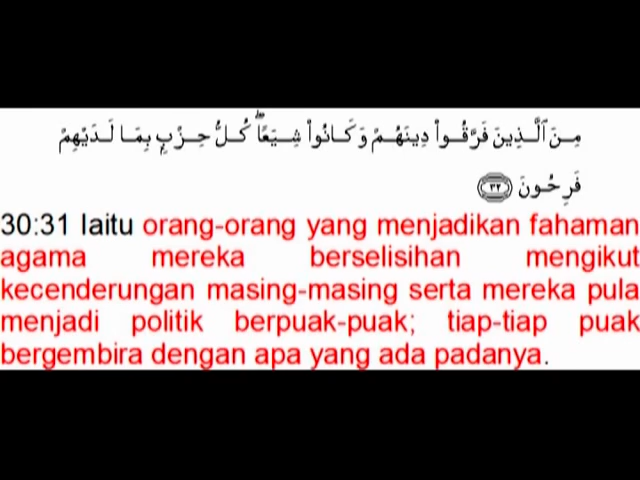 مِنَ ٱلَّذِينَ فَرَّقُوا۟ دِينَهُمْ وَكَانُوا۟ شِيَعًا ۖ كُلُّ حِزْبٍۭ بِمَا لَدَيْهِمْ
فَرِحُونَ ٣٢
30:31 Iaitu orang-orang yang menjadikan fahaman
agama mereka berselisihan mengikut
kecenderungan masing-masing serta mereka pula
menjadi politik berpuak-puak; tiap-tiap puak
bergembira dengan apa yang ada padanya.